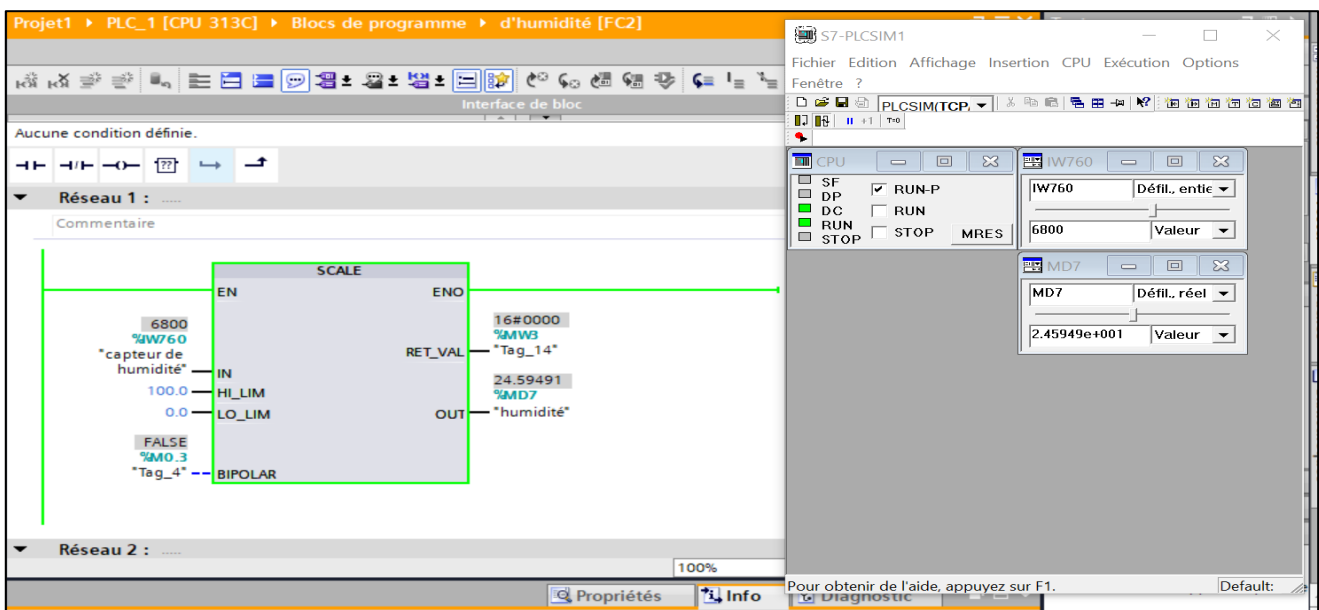 Projet1 ▸ PLC_1 [CPU 313C] ▸ Blocs de programme ▸ d'humidité [FC2]
Interface de bloc
Aucune condition définie.
??
Réseau 1 : .....
Commentaire
SCALE
EN
ENO
6800
%IW760
"capteur de
humidité"
IN
100.0
HI_LIM
0.0
LO_LIM
FALSE
%M0.3
"Tag_4"
BIPOLAR
16#0000
%MW3
RET_VAL
"Tag_14"
24.59491
%MD7
OUT
"humidité"
Réseau 2 : .....
100%
Propriétés
Info
Diagnostic
S7-PLCSIM1
Fichier Edition Affichage Insertion CPU Exécution Options
Fenêtre ?
PLCSIM(TCP,
+1
T=0
CPU
SF
DP
DC
RUN
STOP
RUN-P
RUN
STOP
MRES
IW760
IW760
Défil., entie
6800
Valeur
MD7
MD7
Défil., réel
2.45949e+001
Valeur
Pour obtenir de l'aide, appuyez sur F1.
Default: